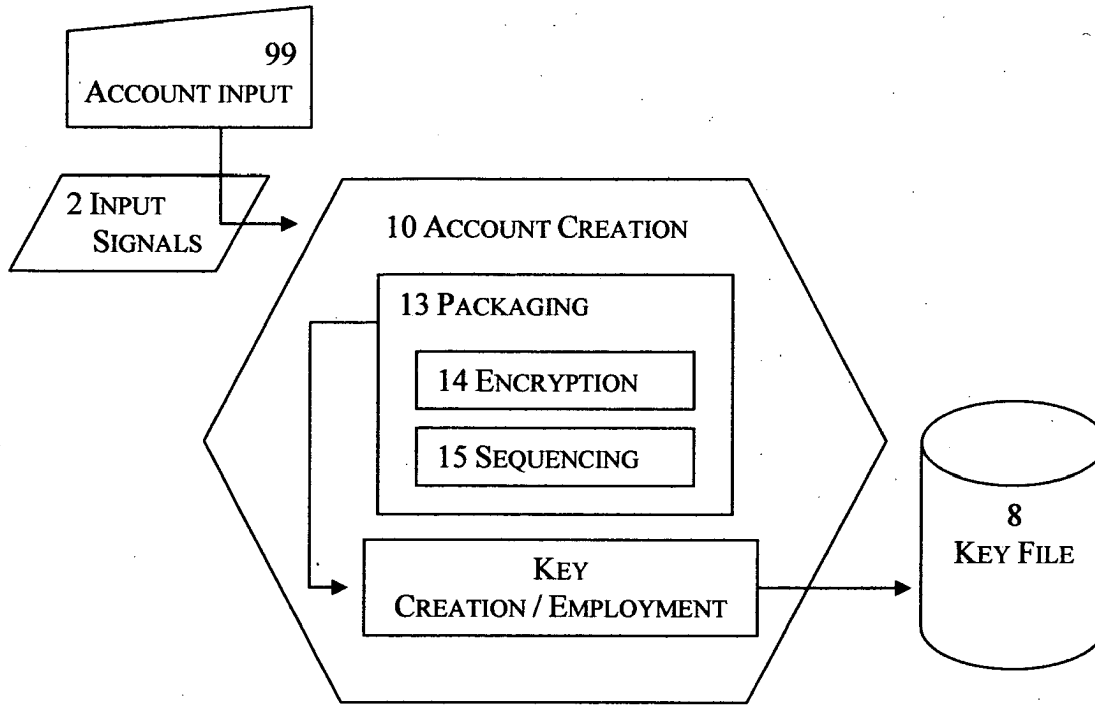 99
ACCOUNT INPUT
2 INPUT
SIGNALS
10 ACCOUNT CREATION
13 PACKAGING
14 ENCRYPTION
15 SEQUENCING
KEY
CREATION / EMPLOYMENT
8
KEY FILE